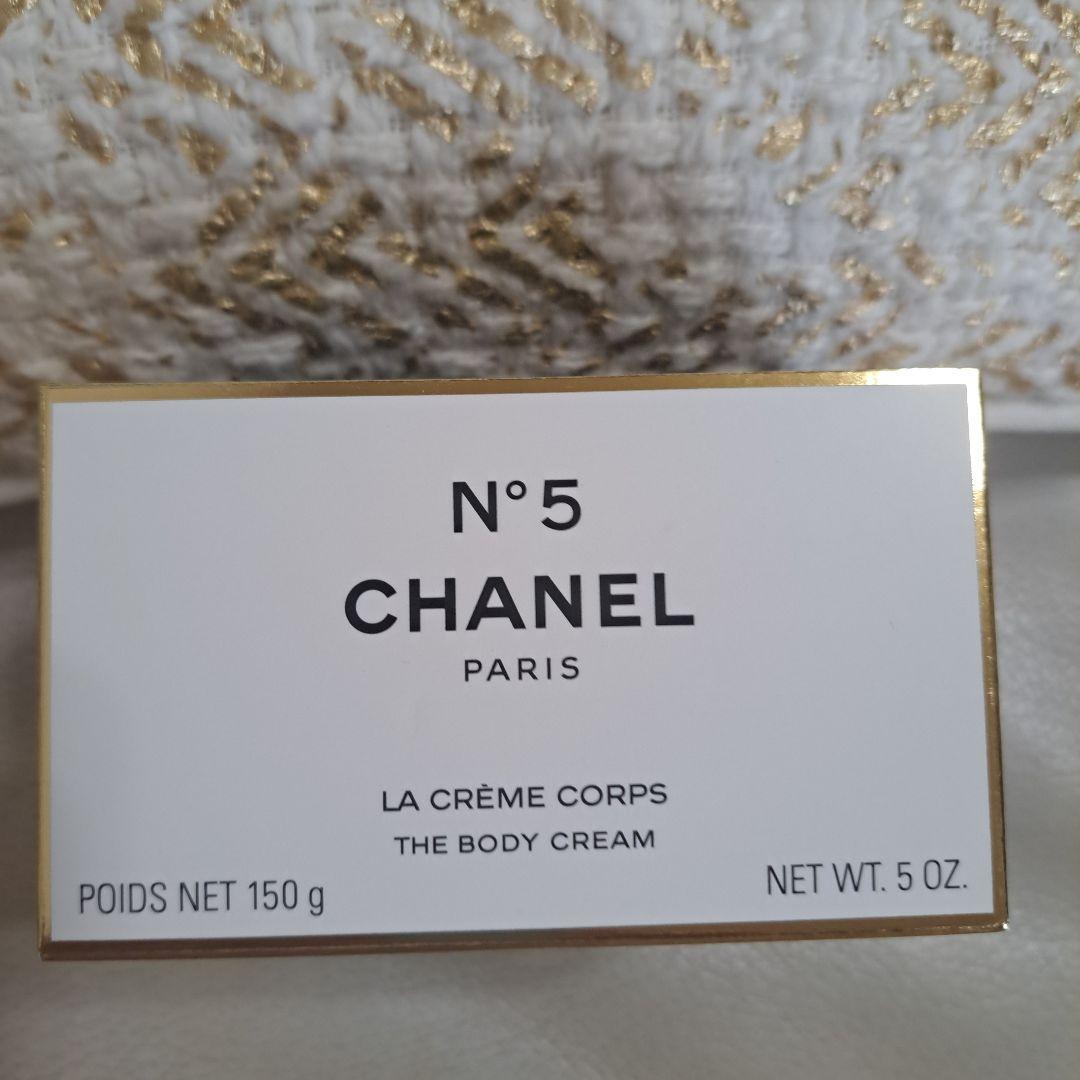 N°5
CHANEL
PARIS
LA CRÈME CORPS
THE BODY CREAM
POIDS NET 150 g
NET WT. 5 OZ.